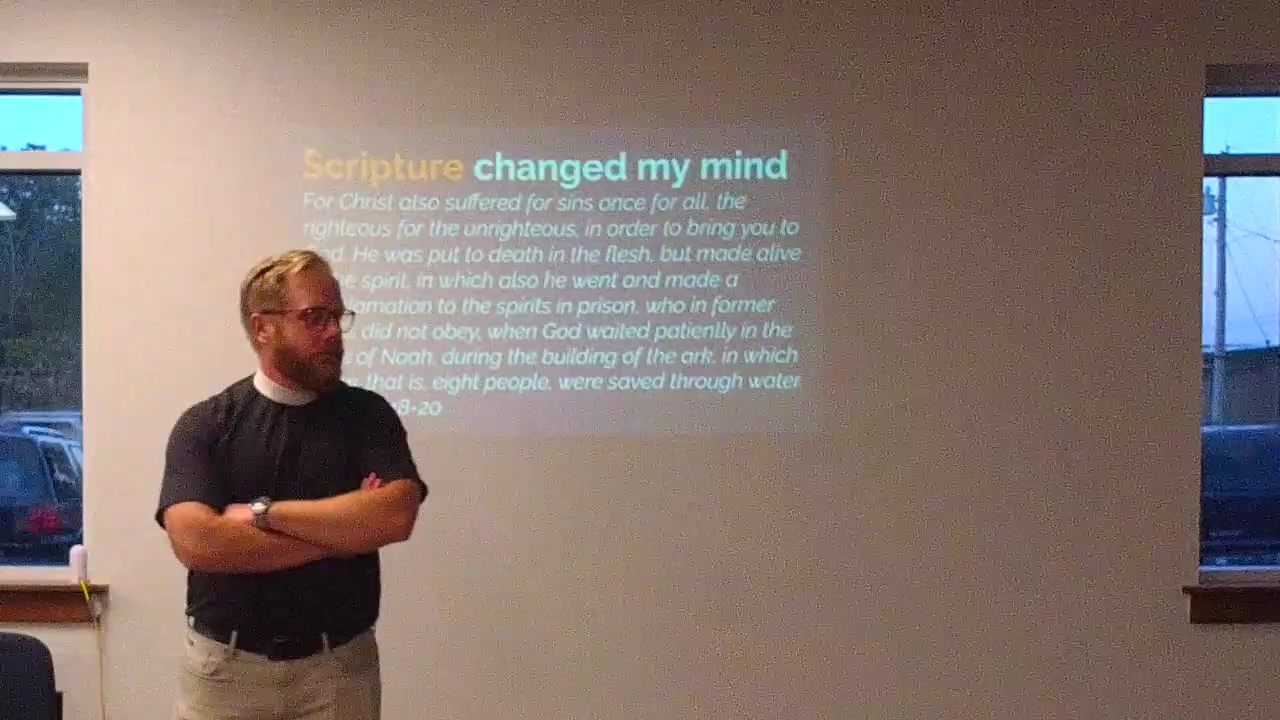 Scripture changed my mind
For Christ also suffered for sins once for all, the
righteous for the unrighteous, in order to bring you to
God. He was put to death in the flesh, but made alive
spirit, in which also he went and made a
lamation to the spirits in prison, who in former
did not obey, when God waited patiently in the
of Noah, during the building of the ark, in which
that is, eight people, were saved through water
18-20